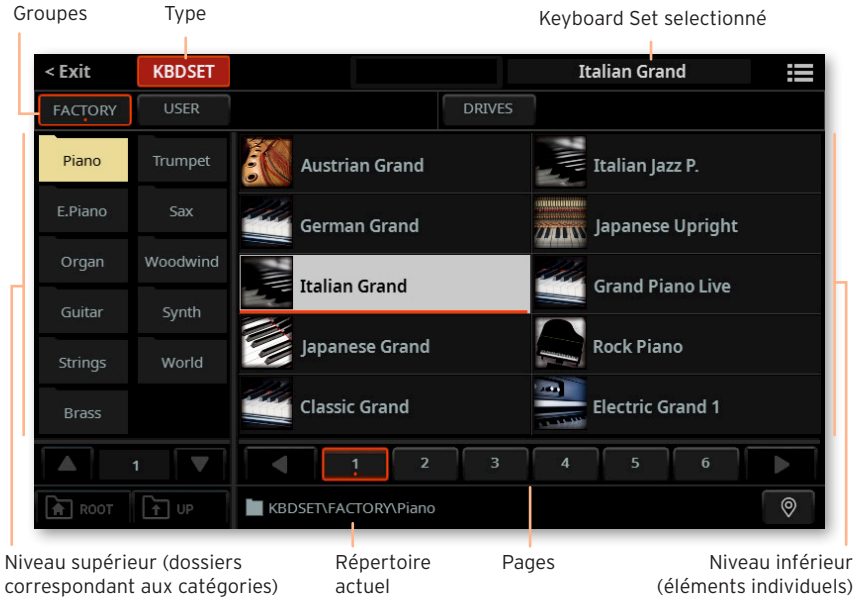 Groupes
Type
Keyboard Set selectionné
< Exit
KBDSET
Italian Grand
FACTORY
USER
DRIVES
Piano
Trumpet
E.Piano
Sax
Organ
Woodwind
Guitar
Synth
Strings
World
Brass
Austrian Grand
Italian Jazz P.
German Grand
Japanese Upright
Italian Grand
Grand Piano Live
Japanese Grand
Rock Piano
Classic Grand
Electric Grand 1
1
1
2
3
4
5
6
ROOT
UP
KBDSET\FACTORY\Piano
Niveau supérieur (dossiers
correspondant aux catégories)
Répertoire
actuel
Pages
Niveau inférieur
(éléments individuels)